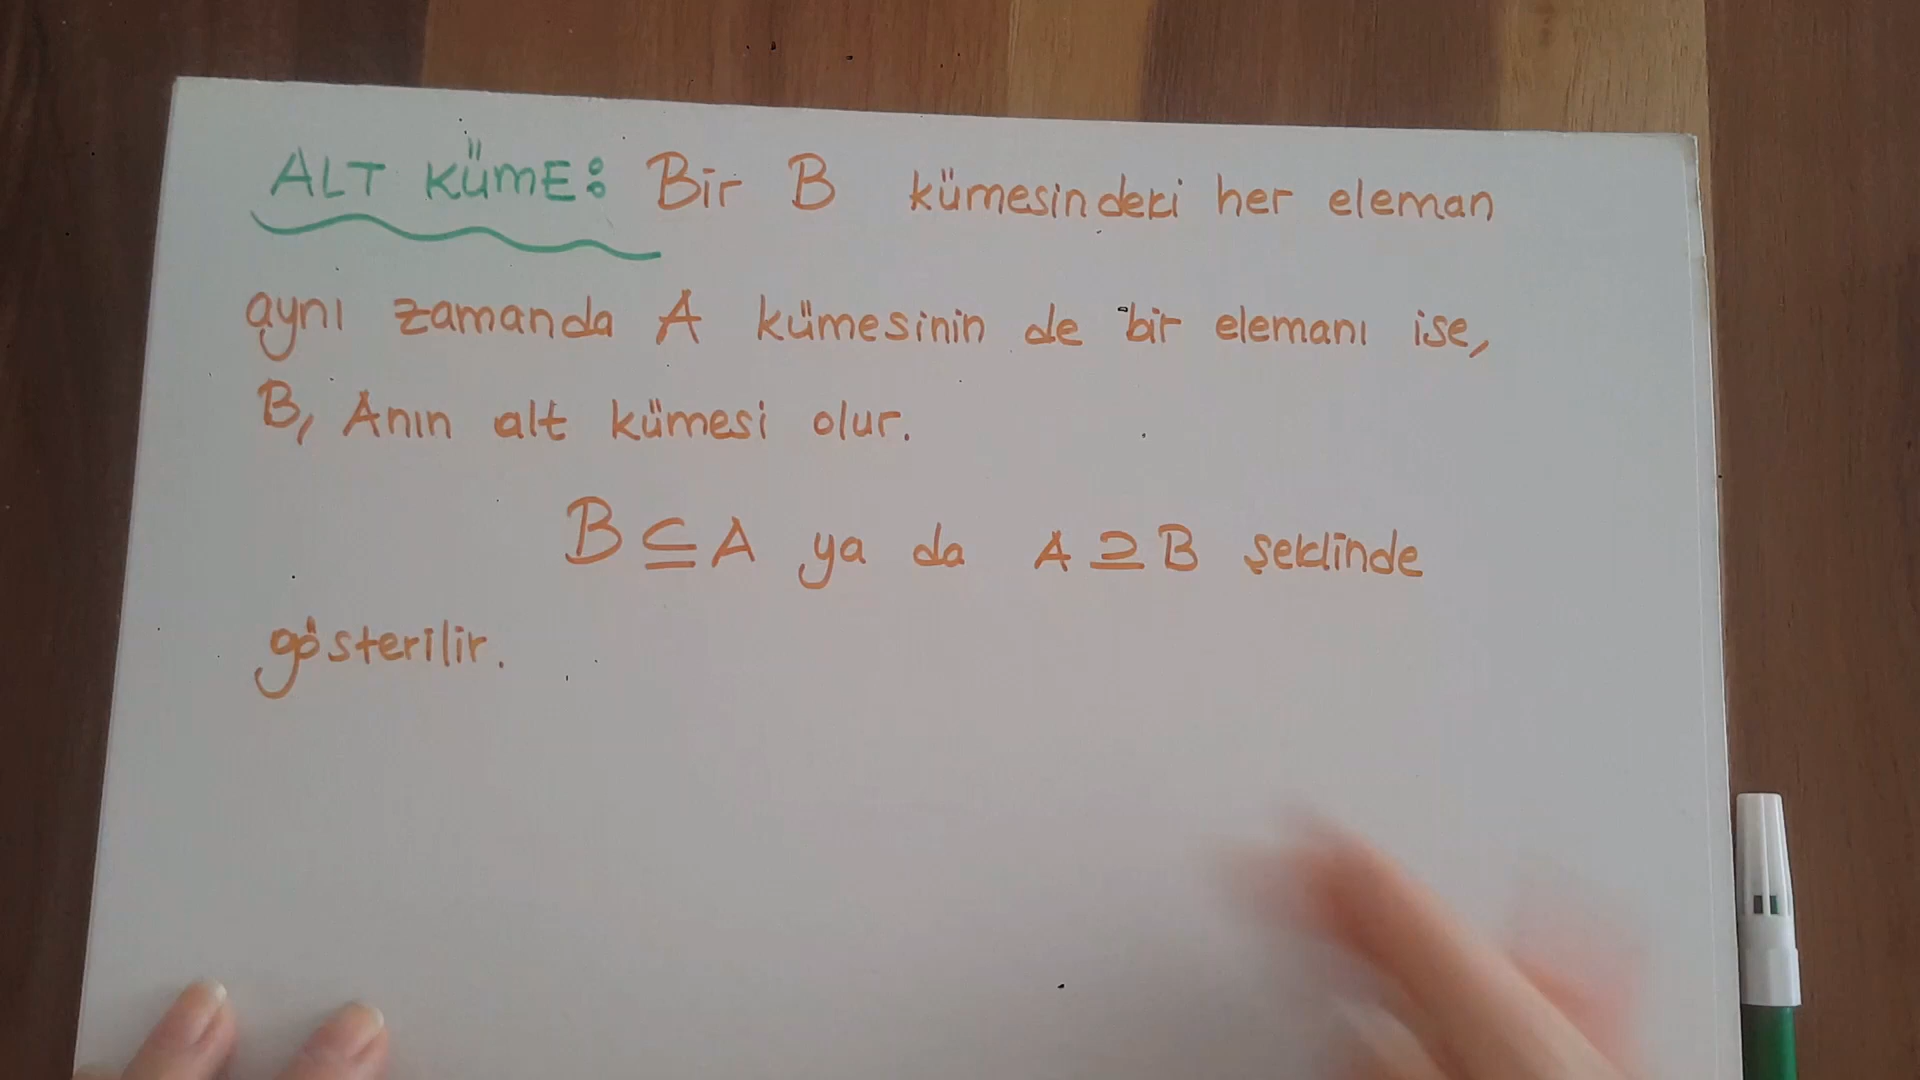 ALT KÜME: Bir B kümesindeki her eleman
aynı zamanda A kümesinin de bir elemanı ise,
B, Anın alt kümesi olur.
B ⊆ A ya da A ⊇ B şeklinde
gösterilir.